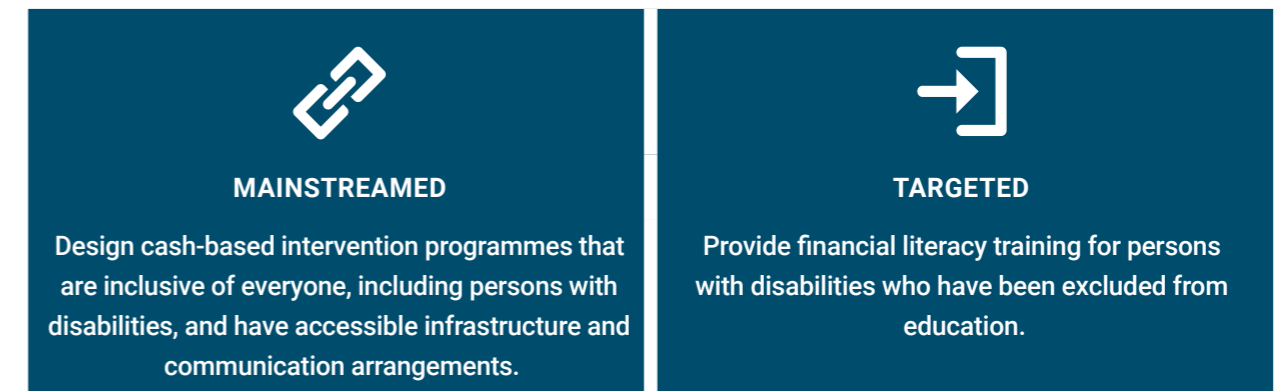 MAINSTREAMED
Design cash-based intervention programmes that
are inclusive of everyone, including persons with
disabilities, and have accessible infrastructure and
communication arrangements.
TARGETED
Provide financial literacy training for persons
with disabilities who have been excluded from
education.